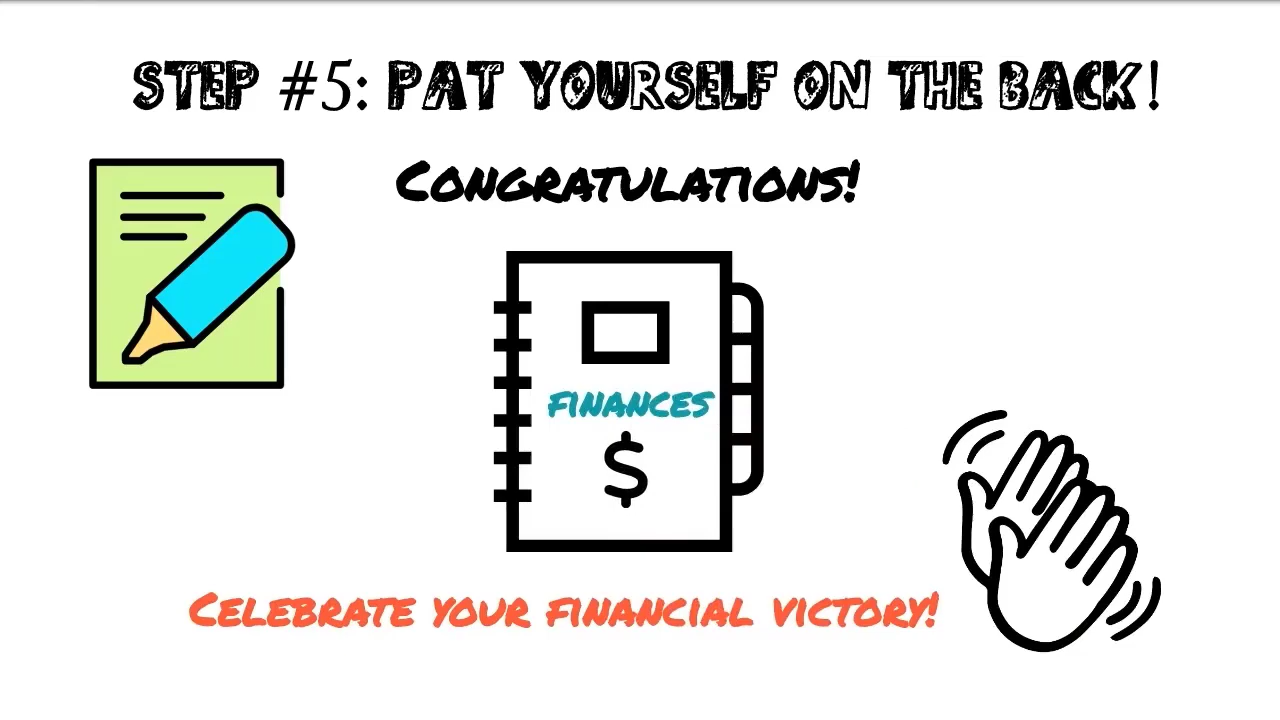 STEP #5: PAT YOURSELF ON THE BACK!
CONGRATULATIONS!
FINANCES
$
CELEBRATE YOUR FINANCIAL VICTORY!